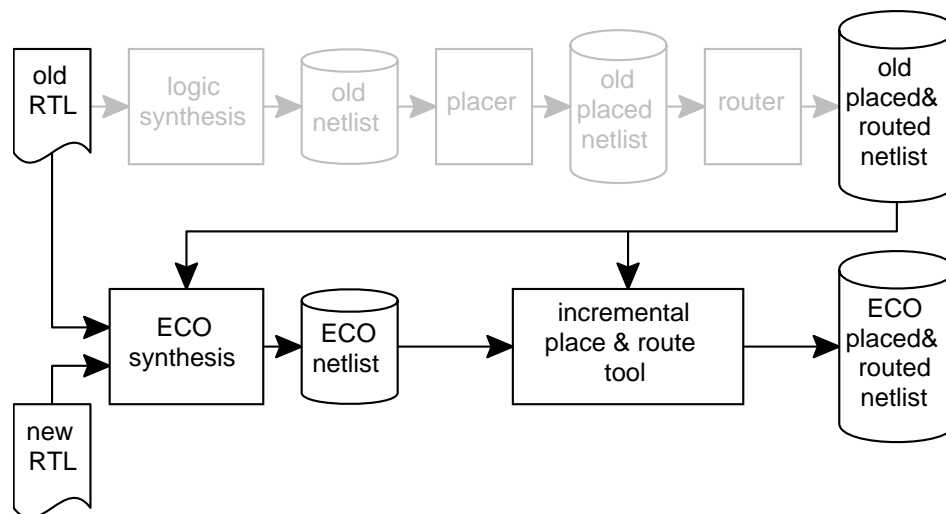 old
RTL
logic
synthesis
old
netlist
placer
old
placed
netlist
router
old
placed&
routed
netlist
ECO
synthesis
ECO
netlist
incremental
place & route
tool
ECO
placed&
routed
netlist
new
RTL